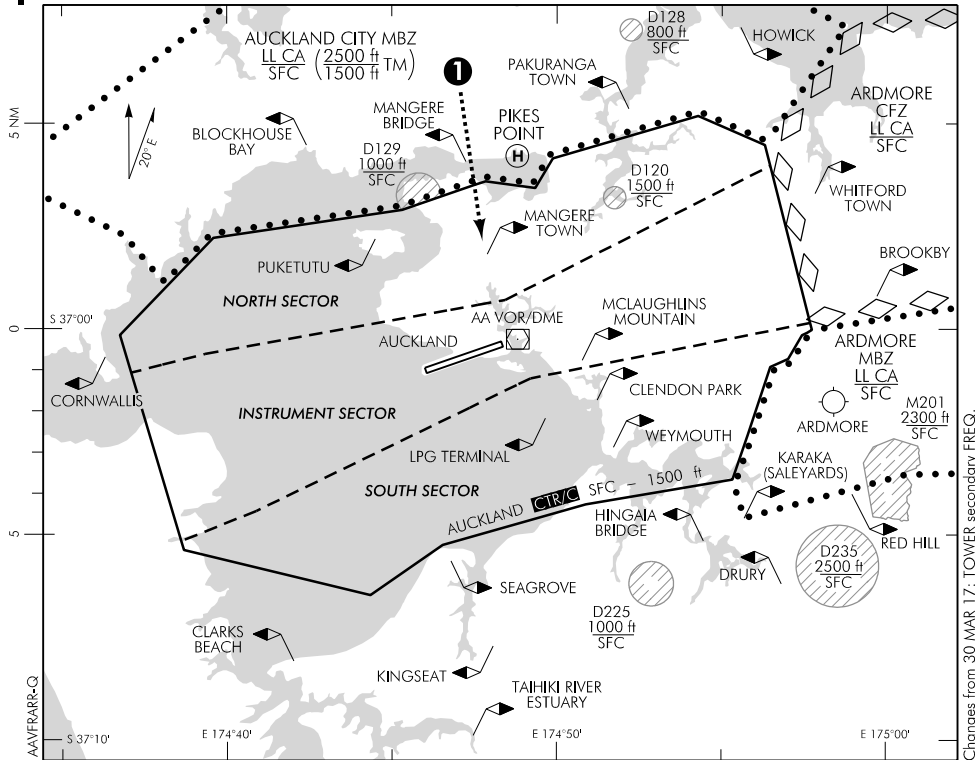 AUCKLAND CITY MBZ
LL CA
SFC
( 2500 ft
1500 ft TM )
1
D128
800 ft
SFC
HOWICK
PAKURANGA
TOWN
ARDMORE
CFZ
LL CA
SFC
5 NM
20° E
BLOCKHOUSE
BAY
MANGERE
BRIDGE
PIKES
POINT
H
D129
1000 ft
SFC
D120
1500 ft
SFC
WHITFORD
TOWN
MANGERE
TOWN
PUKETUTU
BROOKBY
NORTH SECTOR
MCLAUGHLINS
MOUNTAIN
AA VOR/DME
0
S 37°00'
AUCKLAND
ARDMORE
MBZ
LL CA
SFC
CORNWALLIS
CLENDON PARK
M201
2300 ft
SFC
INSTRUMENT SECTOR
ARDMORE
WEYMOUTH
LPG TERMINAL
KARAKA
(SALEYARDS)
SOUTH SECTOR
AUCKLAND CTR/C SFC – 1500 ft
HINGAIA
BRIDGE
5
RED HILL
DRURY
D235
2500 ft
SFC
SEAGROVE
D225
1000 ft
SFC
CLARKS
BEACH
KINGSEAT
TAIHIKI RIVER
ESTUARY
S 37°10'
E 174°40'
E 174°50'
E 175°00'
AAVFRARR-Q
Changes from 30 MAR 17: TOWER secondary FREQ.